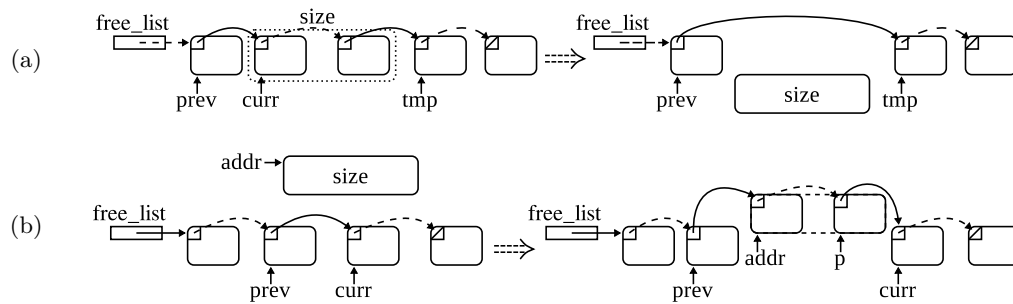 free_list size free_list
(a)
prev curr tmp prev size tmp
addr size
free_list free_list
(b)
prev curr prev addr p curr